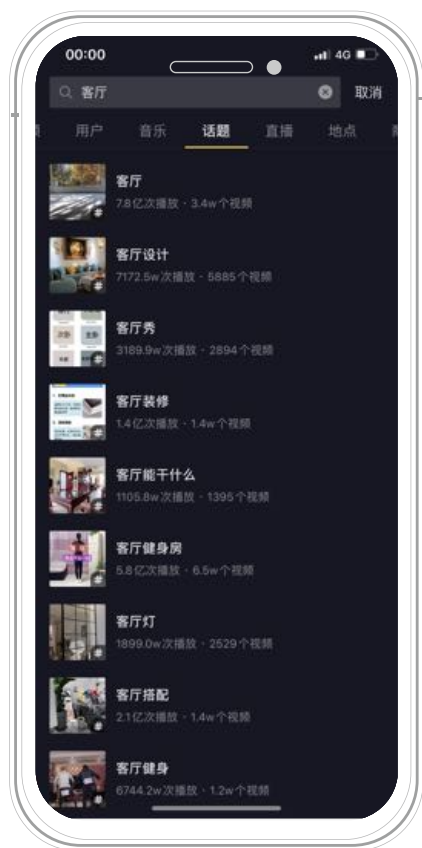 00:00 4G
客厅 取消
用户 音乐 话题 直播 地点
客厅
7.8亿次播放 · 3.4w个视频
客厅设计
7172.5w次播放 · 5885个视频
客厅秀
3189.9w次播放 · 2894个视频
客厅装修
1.4亿次播放 · 1.4w个视频
客厅能干什么
1105.8w次播放 · 1395个视频
客厅健身房
5.8亿次播放 · 6.5w个视频
客厅灯
1899.0w次播放 · 2529个视频
客厅搭配
2.1亿次播放 · 1.4w个视频
客厅健身
6744.2w次播放 · 1.2w个视频